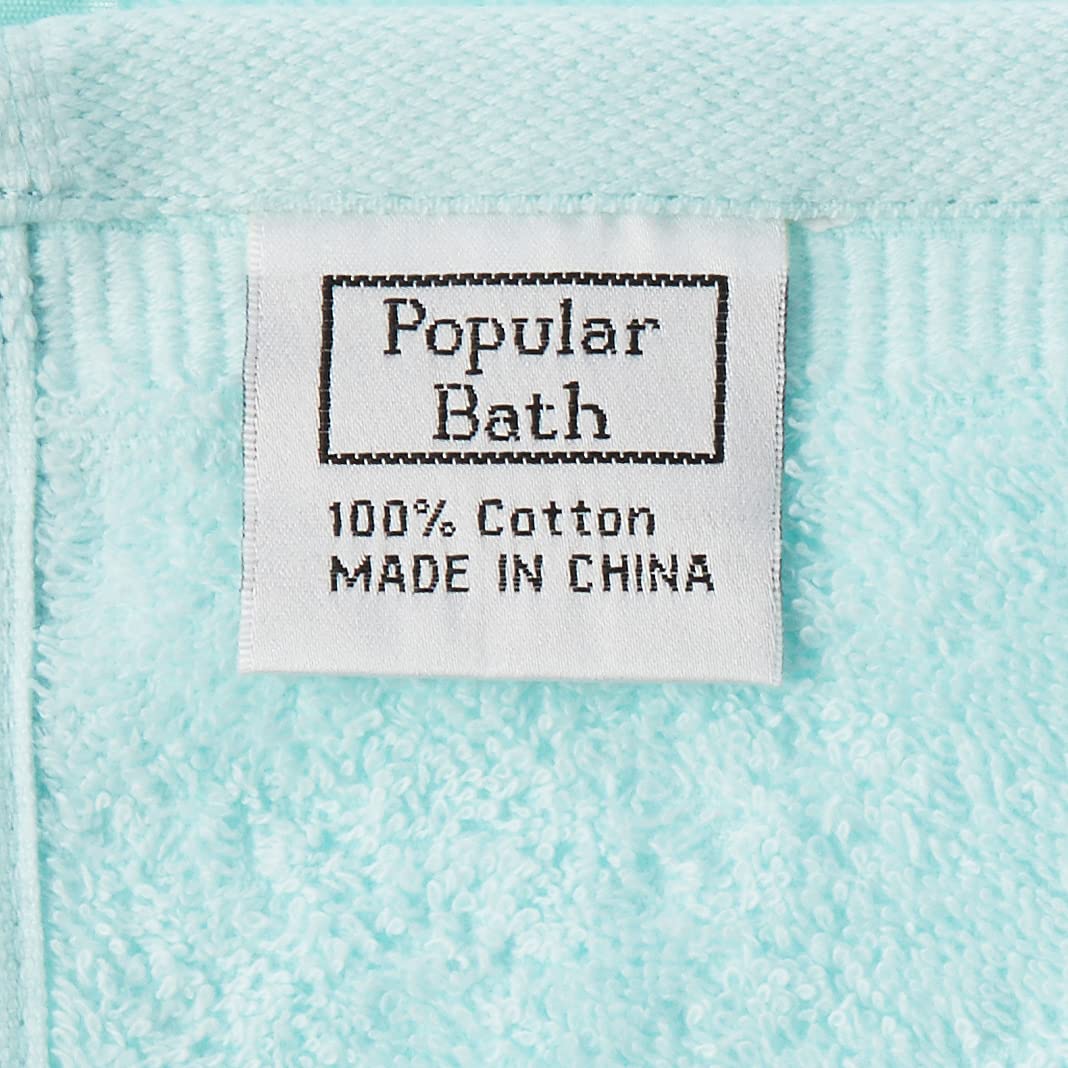 Popular
Bath
100% Cotton
MADE IN CHINA